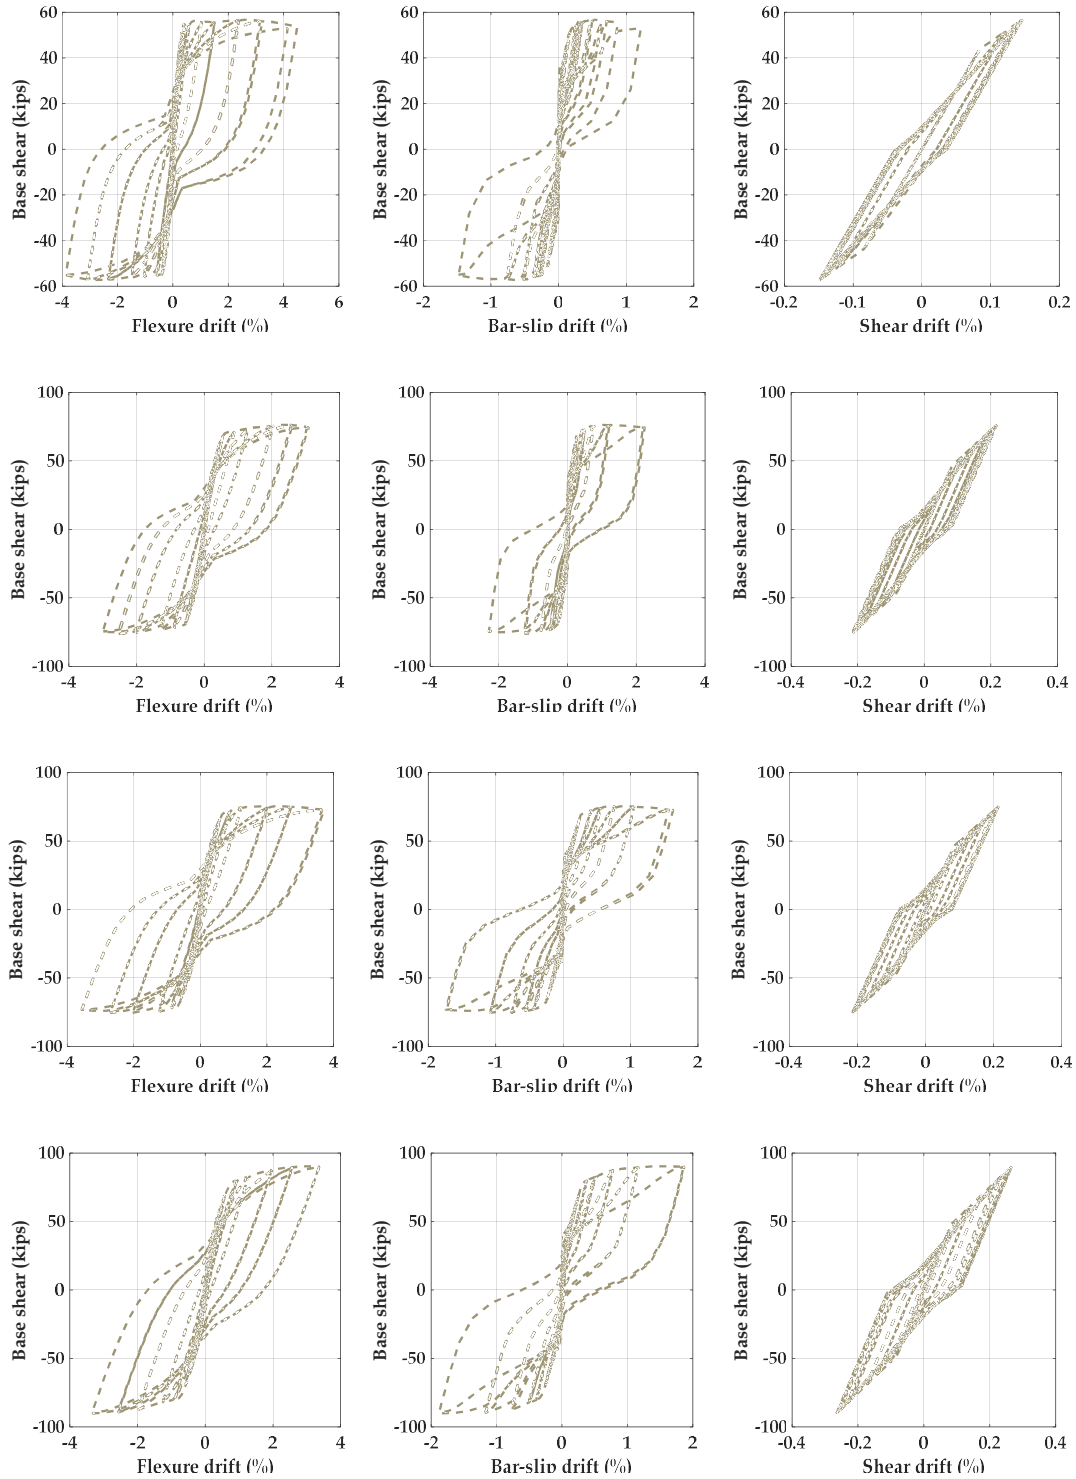 60
40
20
0
-20
-40
-60
-4 -2 0 2 4 6
Base shear (kips)
Flexure drift (%)
60
40
20
0
-20
-40
-60
-2 -1 0 1 2
Base shear (kips)
Bar-slip drift (%)
60
40
20
0
-20
-40
-60
-0.2 -0.1 0 0.1 0.2
Base shear (kips)
Shear drift (%)
100
50
0
-50
-100
-4 -2 0 2 4
Base shear (kips)
Flexure drift (%)
100
50
0
-50
-100
-4 -2 0 2 4
Base shear (kips)
Bar-slip drift (%)
100
50
0
-50
-100
-0.4 -0.2 0 0.2 0.4
Base shear (kips)
Shear drift (%)
100
50
0
-50
-100
-4 -2 0 2 4
Base shear (kips)
Flexure drift (%)
100
50
0
-50
-100
-2 -1 0 1 2
Base shear (kips)
Bar-slip drift (%)
100
50
0
-50
-100
-0.4 -0.2 0 0.2 0.4
Base shear (kips)
Shear drift (%)
100
50
0
-50
-100
-4 -2 0 2 4
Base shear (kips)
Flexure drift (%)
100
50
0
-50
-100
-2 -1 0 1 2
Base shear (kips)
Bar-slip drift (%)
100
50
0
-50
-100
-0.4 -0.2 0 0.2 0.4
Base shear (kips)
Shear drift (%)